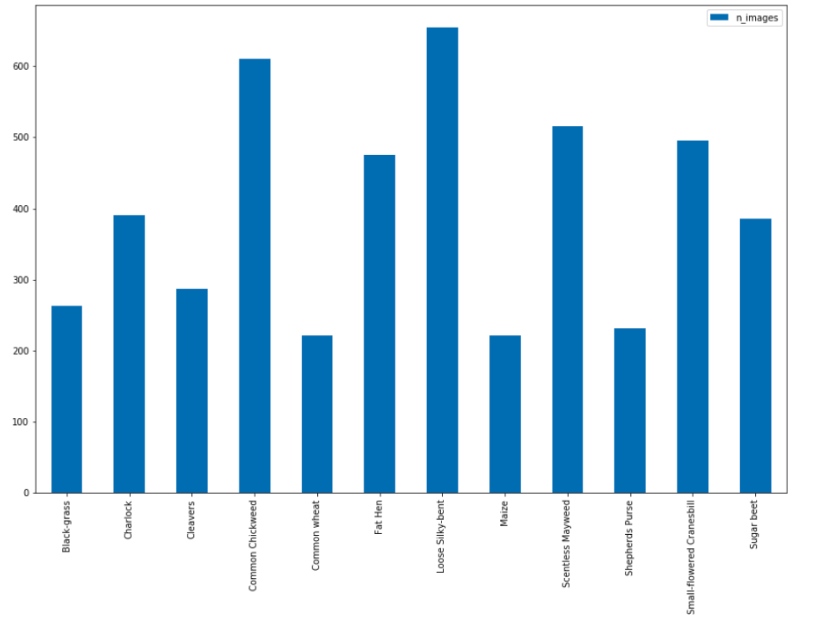 n_images
600
500
400
300
200
100
0
Black-grass
Charlock
Cleavers
Common Chickweed
Common wheat
Fat Hen
Loose Silky-bent
Maize
Scentless Mayweed
Shepherds Purse
Small-flowered Cranesbill
Sugar beet